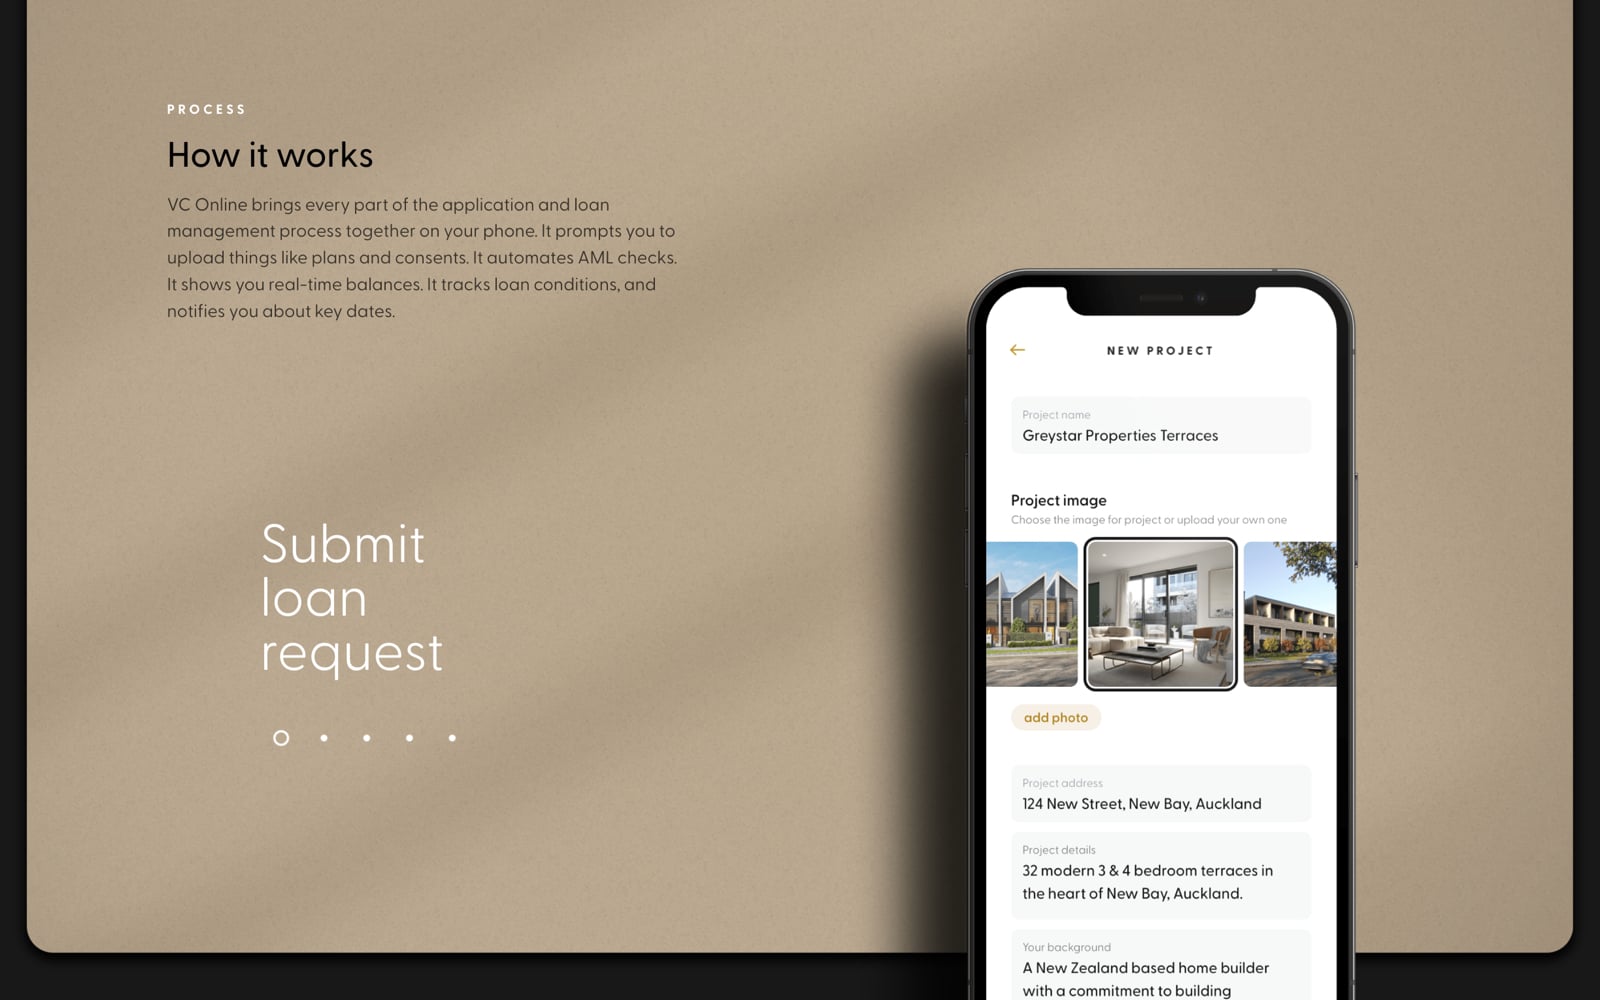 PROCESS
How it works
VC Online brings every part of the application and loan
management process together on your phone. It prompts you to
upload things like plans and consents. It automates AML checks.
It shows you real-time balances. It tracks loan conditions, and
notifies you about key dates.
Submit
loan
request
NEW PROJECT
Project name
Greystar Properties Terraces
Project image
Choose the image for project or upload your own one
add photo
Project address
124 New Street, New Bay, Auckland
Project details
32 modern 3 & 4 bedroom terraces in
the heart of New Bay, Auckland.
Your background
A New Zealand based home builder
with a commitment to building